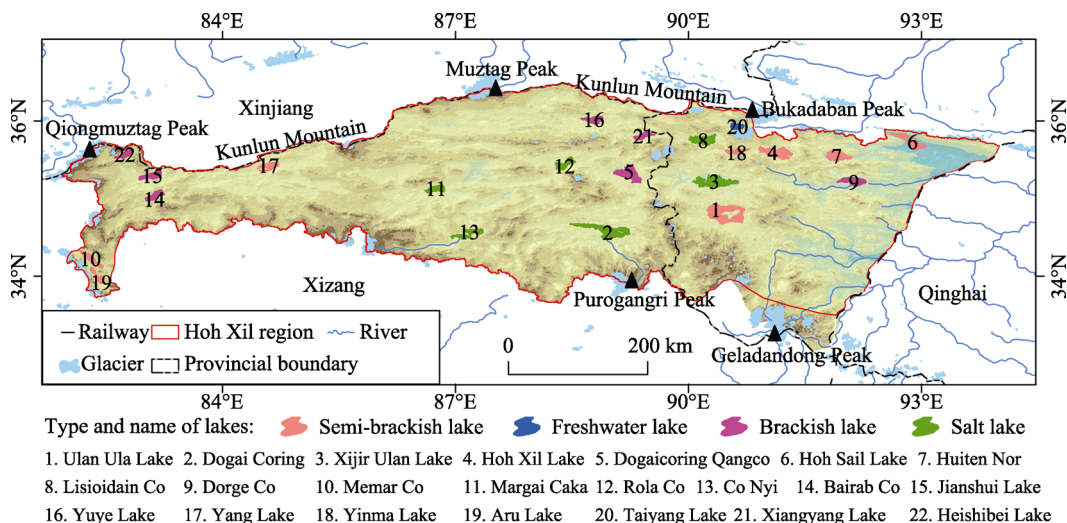 84°E 87°E 90°E 93°E
36°N 36°N
34°N 34°N
Muztag Peak
Kunlun Mountain
Bukadaban Peak
Xinjiang
Qiongmuztag Peak
Kunlun Mountain
16 21 20 8 18 4 7 6
22 15 14 17 12 5 3 9
11 1
13 2
10
19
Xizang
Purogangri Peak
Qinghai
Geladandong Peak
Railway Hoh Xil region River
Glacier Provincial boundary
0 200 km
84°E 87°E 90°E 93°E
Type and name of lakes: Semi-brackish lake Freshwater lake Brackish lake Salt lake
1. Ulan Ula Lake 2. Dogai Coring 3. Xijir Ulan Lake 4. Hoh Xil Lake 5. Dogaicoring Qangco 6. Hoh Sail Lake 7. Huiten Nor
8. Lisioidain Co 9. Dorge Co 10. Memar Co 11. Margai Caka 12. Rola Co 13. Co Nyi 14. Bairab Co 15. Jianshui Lake
16. Yuye Lake 17. Yang Lake 18. Yinma Lake 19. Aru Lake 20. Taiyang Lake 21. Xiangyang Lake 22. Heishibei Lake